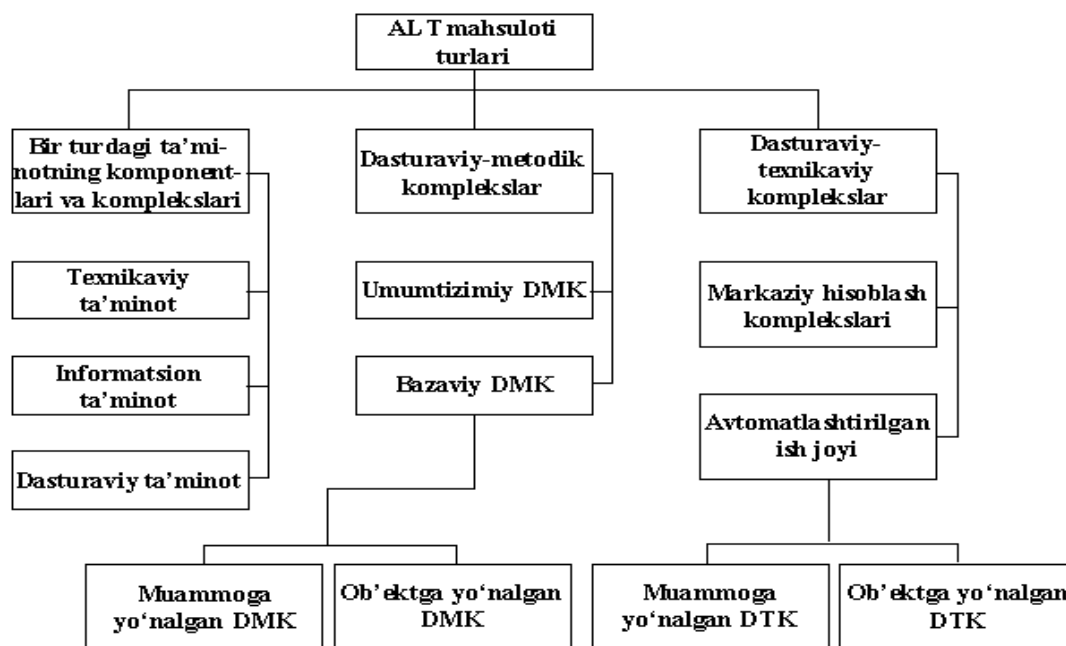 ALT mahsuloti
turlari
Bir turdagi ta’mi-
notning komponent-
lari va komplekslari
Dasturaviy-metodik
komplekslar
Dasturaviy-
texnikaviy
komplekslar
Texnikaviy
ta’minot
Umumtizimiy DMK
Markaziy hisoblash
komplekslari
Informatsion
ta’minot
Bazaviy DMK
Avtomatlashtirilgan
ish joyi
Dasturaviy ta’minot
Muammoga
yo‘nalgan DMK
Ob’ektga yo‘nalgan
DMK
Muammoga
yo‘nalgan DTK
Ob’ektga yo‘nalgan
DTK